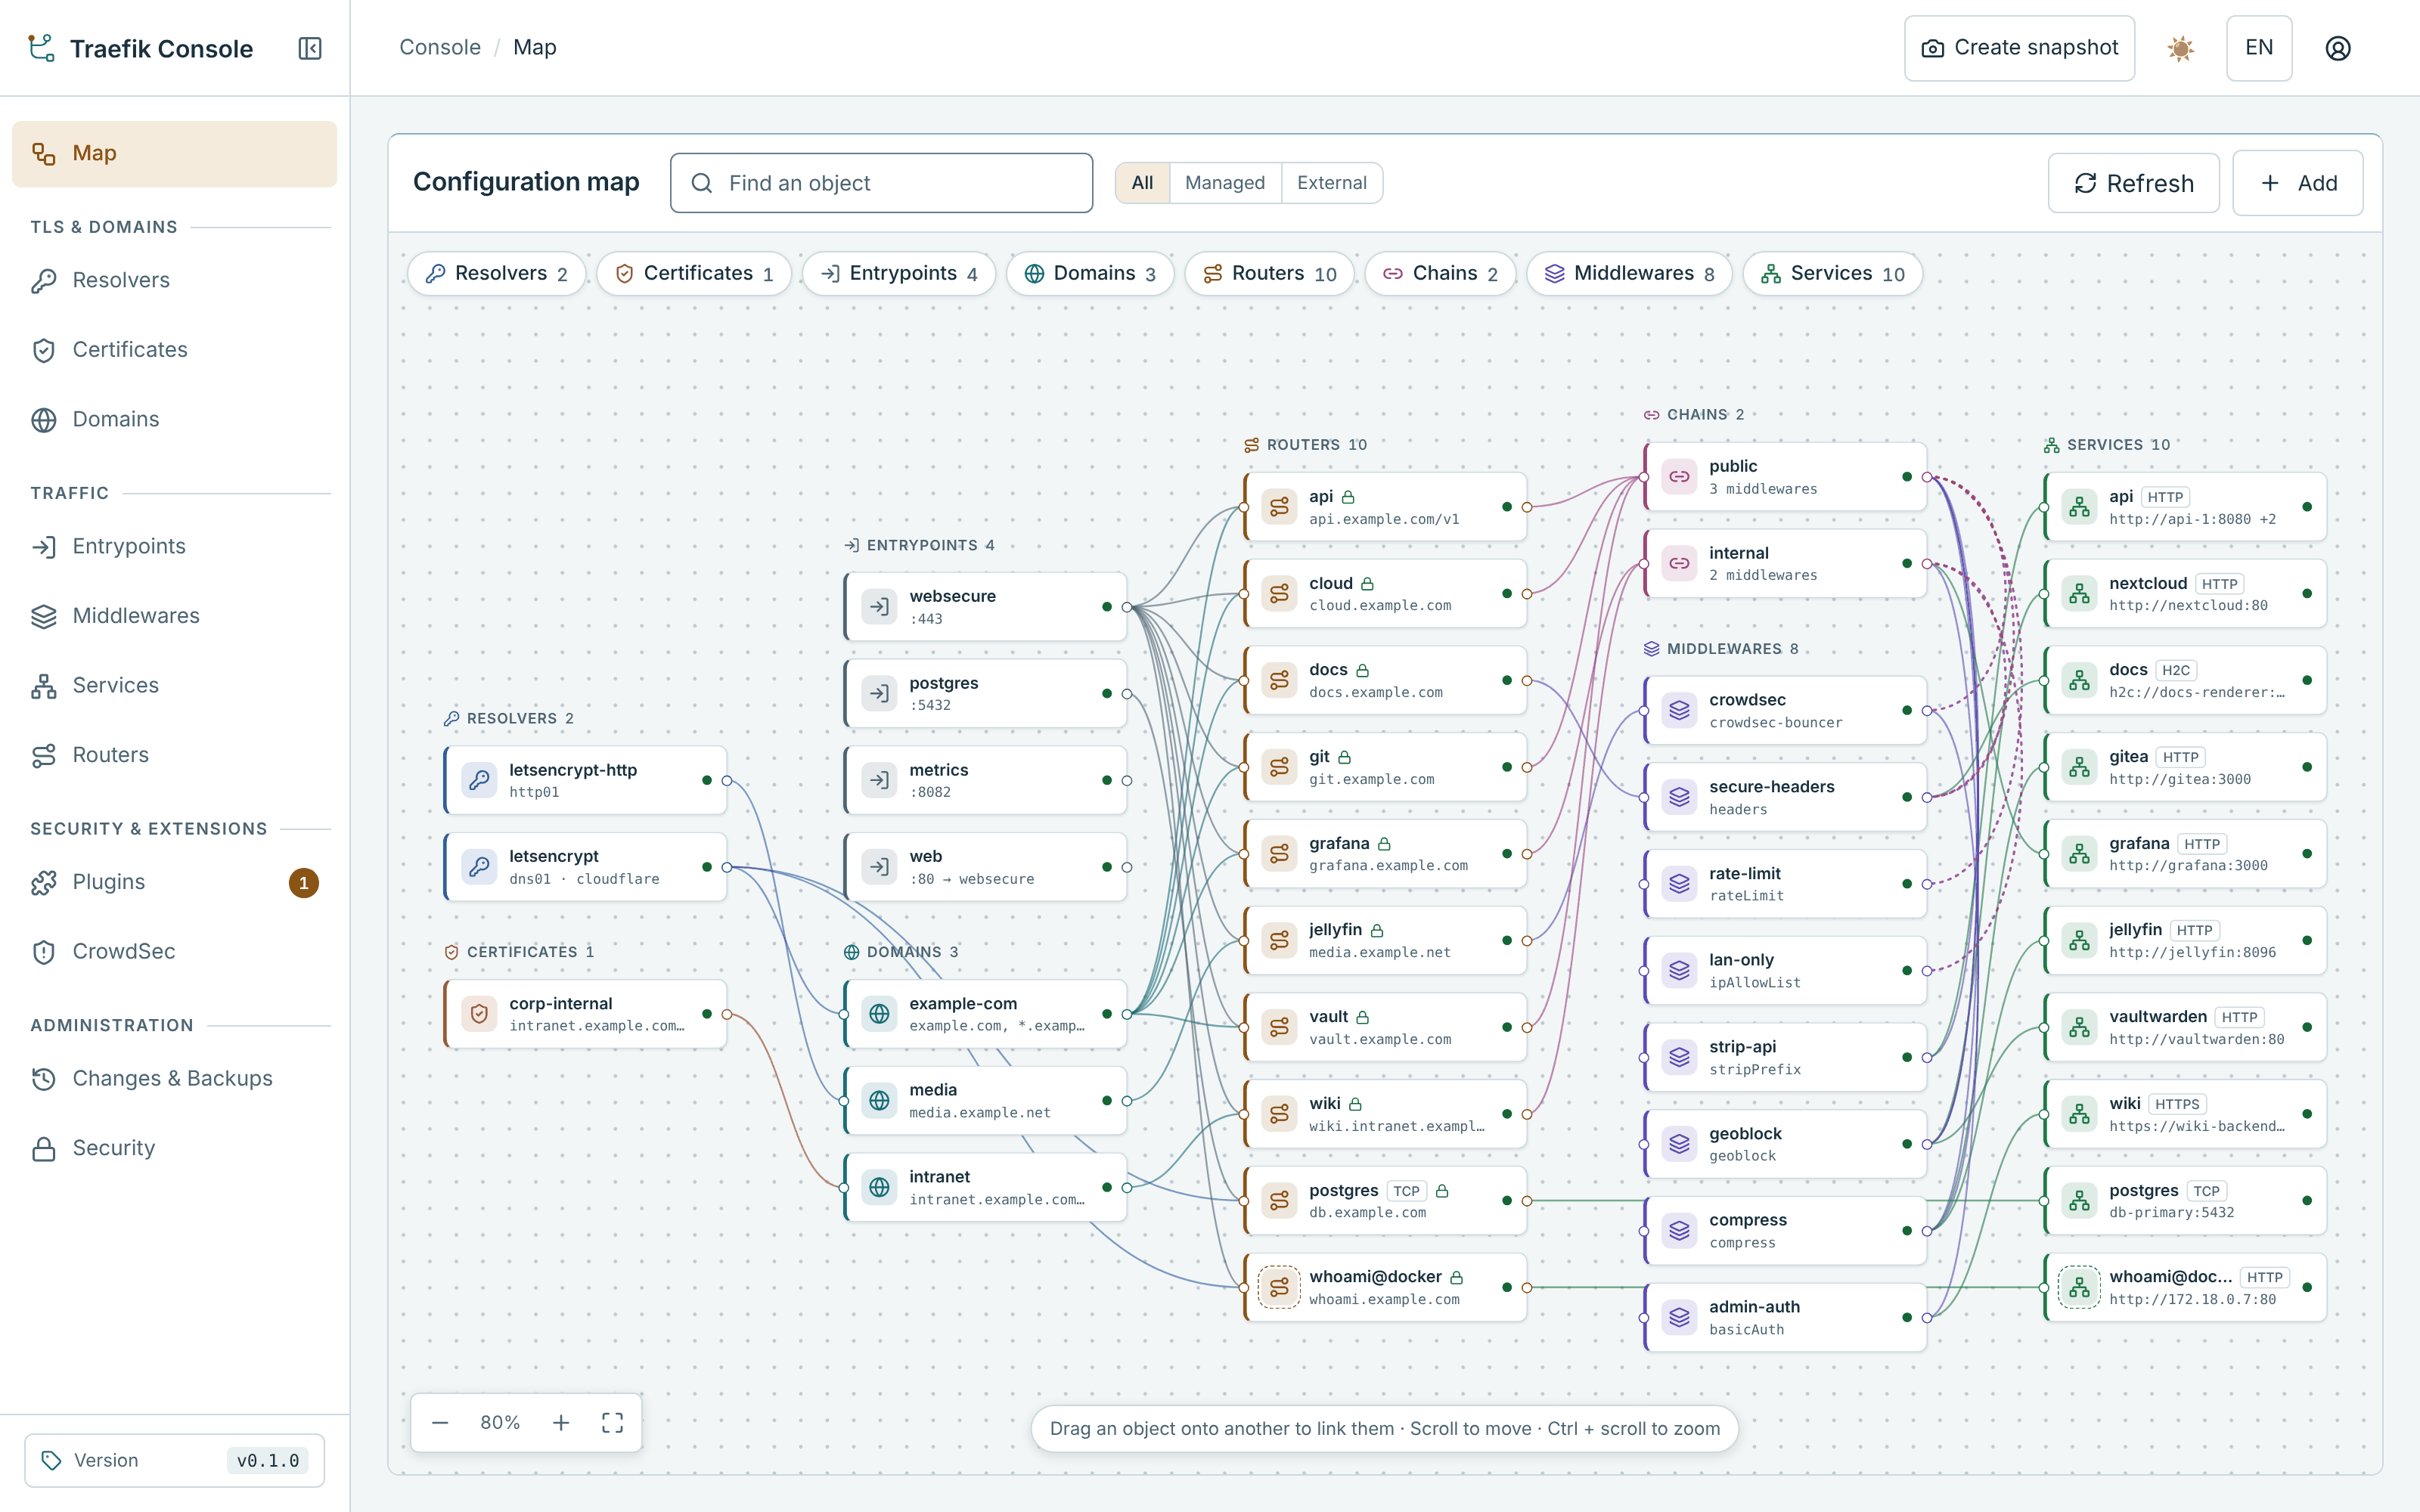 Traefik Console
Console / Map
Create snapshot
EN
Map
TLS & DOMAINS
Resolvers
Certificates
Domains
TRAFFIC
Entrypoints
Middlewares
Services
Routers
SECURITY & EXTENSIONS
Plugins 1
CrowdSec
ADMINISTRATION
Changes & Backups
Security
Version v0.1.0
Configuration map
Find an object
All Managed External
Refresh
Add
Resolvers 2
Certificates 1
Entrypoints 4
Domains 3
Routers 10
Chains 2
Middlewares 8
Services 10
RESOLVERS 2
letsencrypt-http
http01
letsencrypt
dns01 · cloudflare
CERTIFICATES 1
corp-internal
intranet.example.com…
ENTRYPOINTS 4
websecure
:443
postgres
:5432
metrics
:8082
web
:80 → websecure
DOMAINS 3
example-com
example.com, *.examp…
media
media.example.net
intranet
intranet.example.com…
ROUTERS 10
api
api.example.com/v1
cloud
cloud.example.com
docs
docs.example.com
git
git.example.com
grafana
grafana.example.com
jellyfin
media.example.net
vault
vault.example.com
wiki
wiki.intranet.exampl…
postgres TCP
db.example.com
whoami@docker
whoami.example.com
CHAINS 2
public
3 middlewares
internal
2 middlewares
MIDDLEWARES 8
crowdsec
crowdsec-bouncer
secure-headers
headers
rate-limit
rateLimit
lan-only
ipAllowList
strip-api
stripPrefix
geoblock
geoblock
compress
compress
admin-auth
basicAuth
SERVICES 10
api HTTP
http://api-1:8080 +2
nextcloud HTTP
http://nextcloud:80
docs H2C
h2c://docs-renderer:…
gitea HTTP
http://gitea:3000
grafana HTTP
http://grafana:3000
jellyfin HTTP
http://jellyfin:8096
vaultwarden HTTP
http://vaultwarden:80
wiki HTTPS
https://wiki-backend…
postgres TCP
db-primary:5432
whoami@doc… HTTP
http://172.18.0.7:80
80%
Drag an object onto another to link them · Scroll to move · Ctrl + scroll to zoom